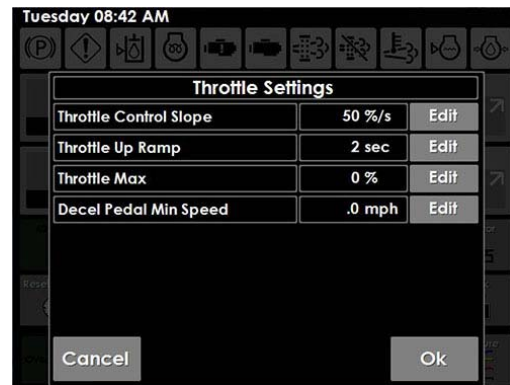 Tuesday 08:42 AM
Throttle Settings
Throttle Control Slope 50 %/s Edit
Throttle Up Ramp 2 sec Edit
Throttle Max 0 % Edit
Decel Pedal Min Speed .0 mph Edit
Cancel Ok